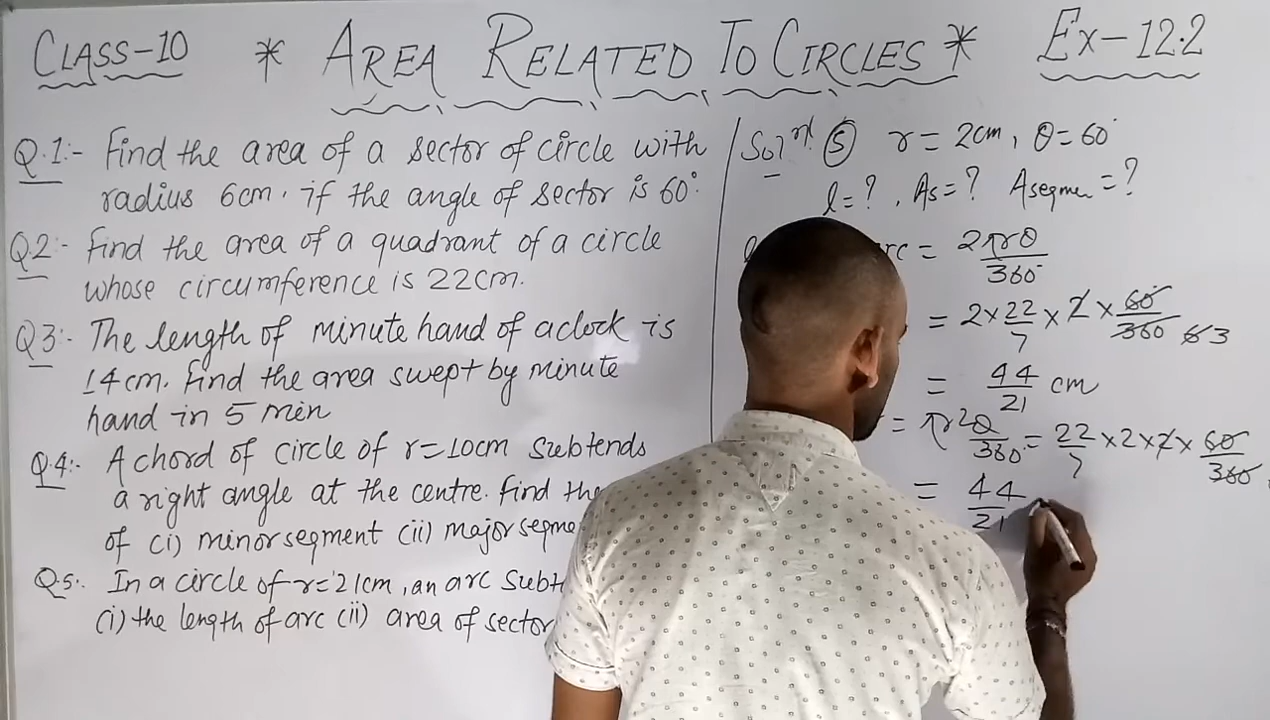 CLASS-10 * AREA RELATED TO CIRCLES * Ex-12.2
Q.1:- Find the area of a sector of circle with
radius 6cm. if the angle of sector is 60°.
Q2:- find the area of a quadrant of a circle
whose circumference is 22cm.
Q3:- The length of minute hand of a clock is
14cm. find the area swept by minute
hand in 5 min
Q.4:- A chord of circle of r=10cm subtends
a right angle at the centre. find the
of (i) minor segment (ii) major segme
Q.5:- In a circle of r=21cm, an arc Subt
(i) the length of arc (ii) area of sector
Solⁿ. ⑤ r = 2cm, θ = 60°
l = ?, As = ? Asegmen = ?
rc = 2πrθ/360°
= 2×22/7 × 2 × 60°/360 6 3
= 44/21 cm
= πr²θ/360° = 22/7 × 2 × 2 × 60°/360
= 44/21